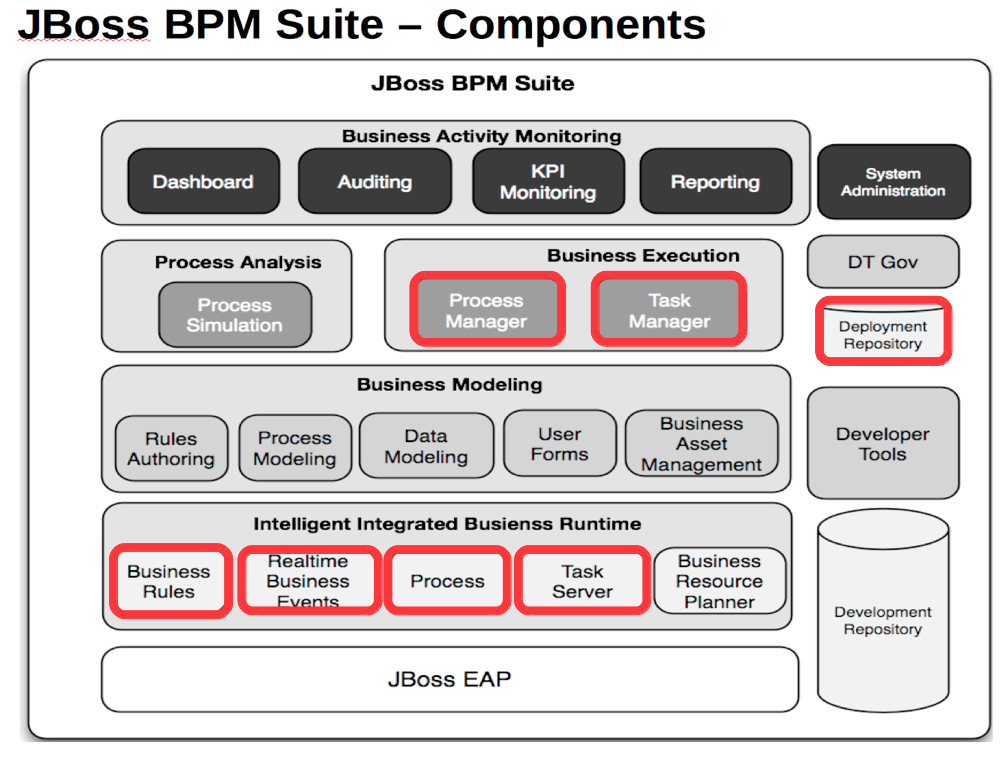 JBoss BPM Suite – Components
JBoss BPM Suite
Business Activity Monitoring
Dashboard
Auditing
KPI
Monitoring
Reporting
System
Administration
Process Analysis
Process
Simulation
Business Execution
Process
Manager
Task
Manager
DT Gov
Deployment
Repository
Business Modeling
Rules
Authoring
Process
Modeling
Data
Modeling
User
Forms
Business
Asset
Management
Developer
Tools
Intelligent Integrated Busienss Runtime
Business
Rules
Realtime
Business
Events
Process
Task
Server
Business
Resource
Planner
Development
Repository
JBoss EAP